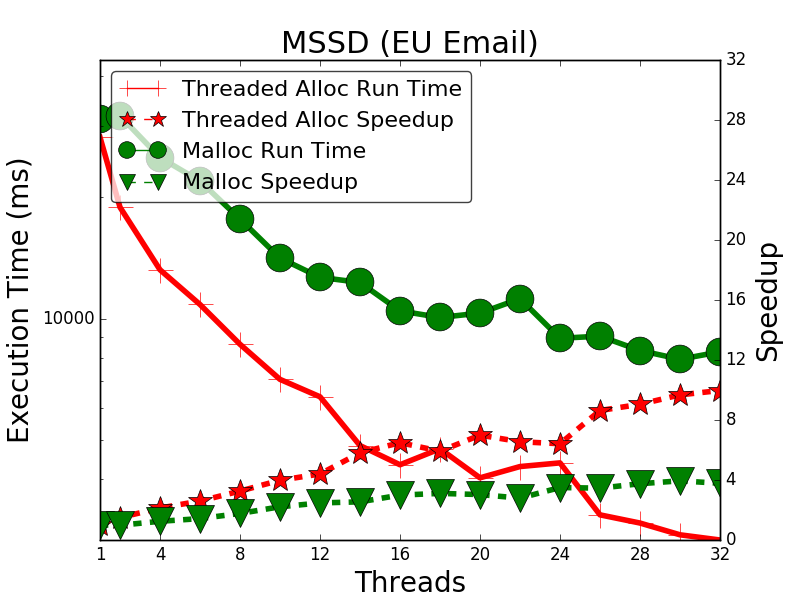 MSSD (EU Email)
Threaded Alloc Run Time
Threaded Alloc Speedup
Malloc Run Time
Malloc Speedup
Execution Time (ms)
10000
Speedup
32
28
24
20
16
12
8
4
0
1 4 8 12 16 20 24 28 32
Threads